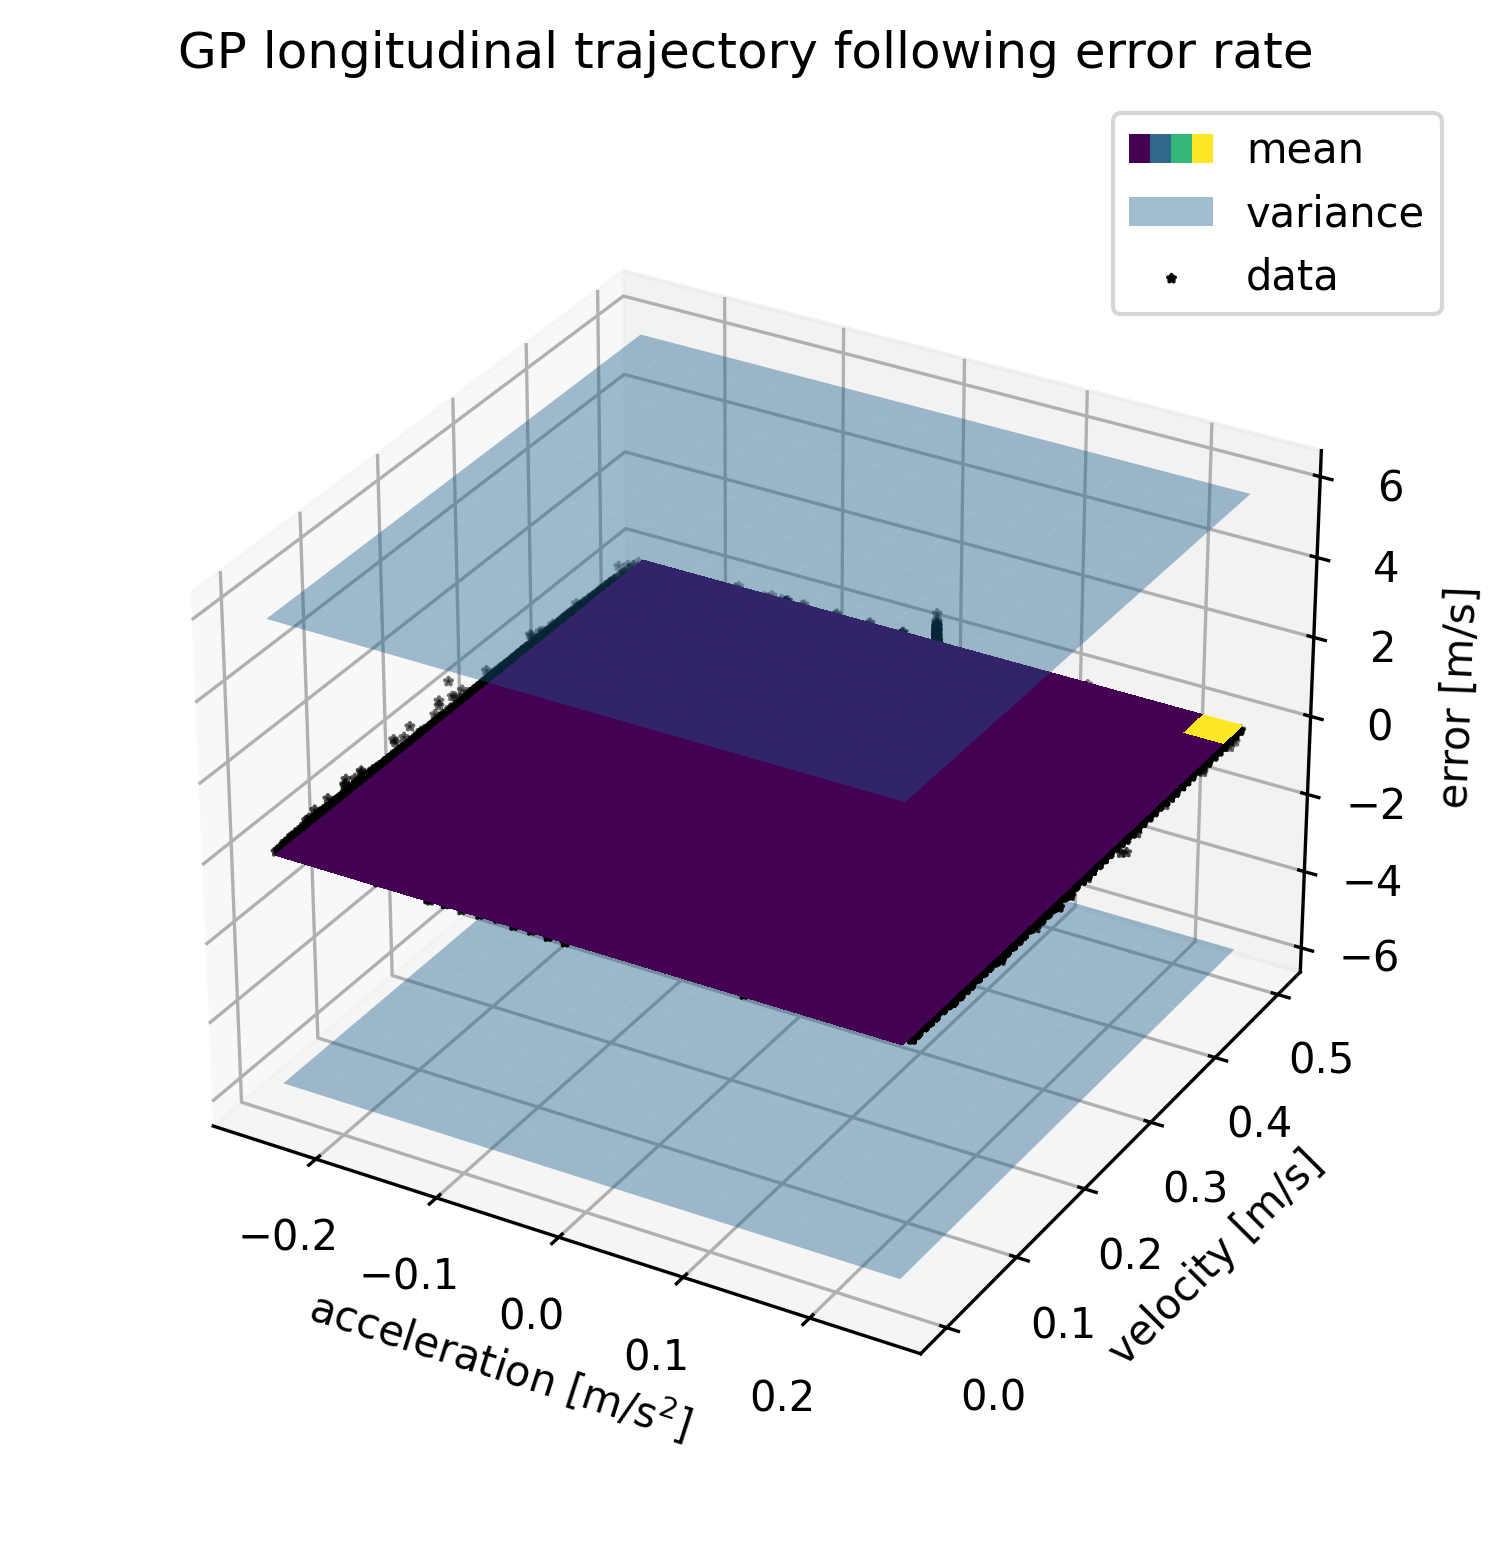 GP longitudinal trajectory following error rate
mean
variance
data
6
4
2
0
−2
−4
−6
error [m/s]
0.5
0.4
0.3
0.2
0.1
0.0
velocity [m/s]
−0.2
−0.1
0.0
0.1
0.2
acceleration [m/s²]